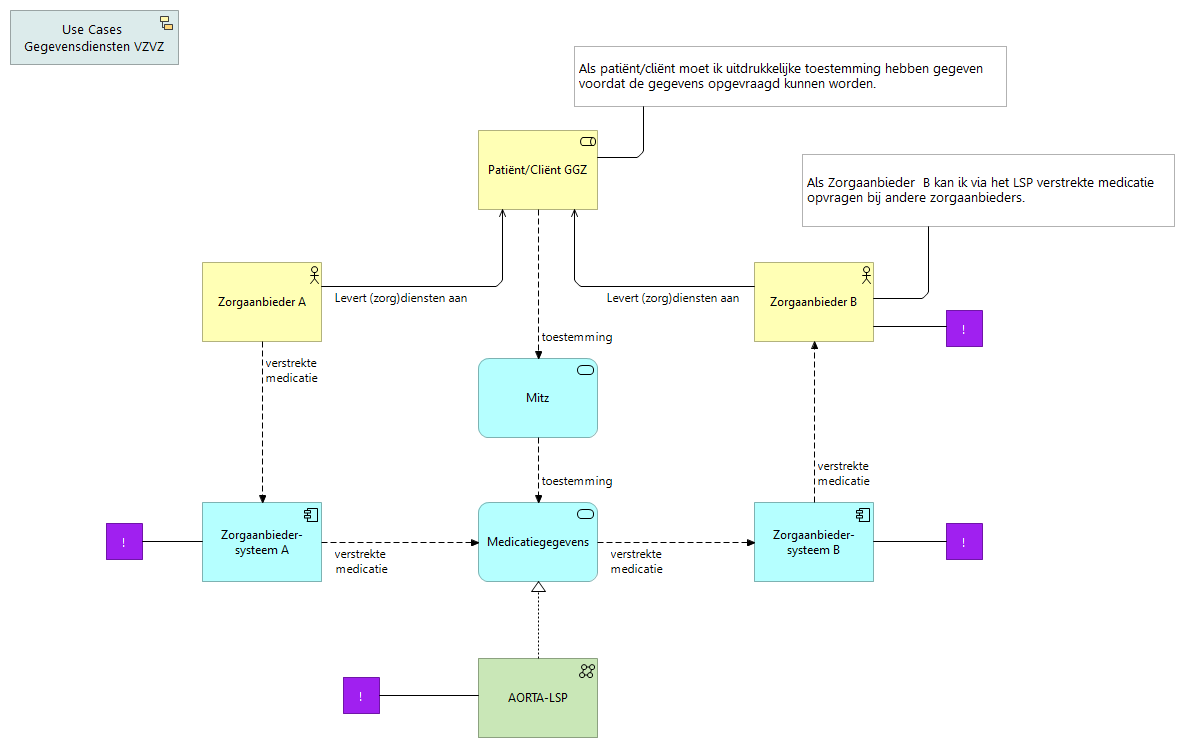 Use Cases
Gegevensdiensten VZVZ
Als patiënt/cliënt moet ik uitdrukkelijke toestemming hebben gegeven
voordat de gegevens opgevraagd kunnen worden.
Patiënt/Cliënt GGZ
Als Zorgaanbieder  B kan ik via het LSP verstrekte medicatie
opvragen bij andere zorgaanbieders.
Zorgaanbieder A
Levert (zorg)diensten aan
Levert (zorg)diensten aan
Zorgaanbieder B
!
toestemming
verstrekte
medicatie
Mitz
verstrekte
medicatie
toestemming
!
Zorgaanbieder-
systeem A
verstrekte
medicatie
Medicatiegegevens
verstrekte
medicatie
Zorgaanbieder-
systeem B
!
!
AORTA-LSP